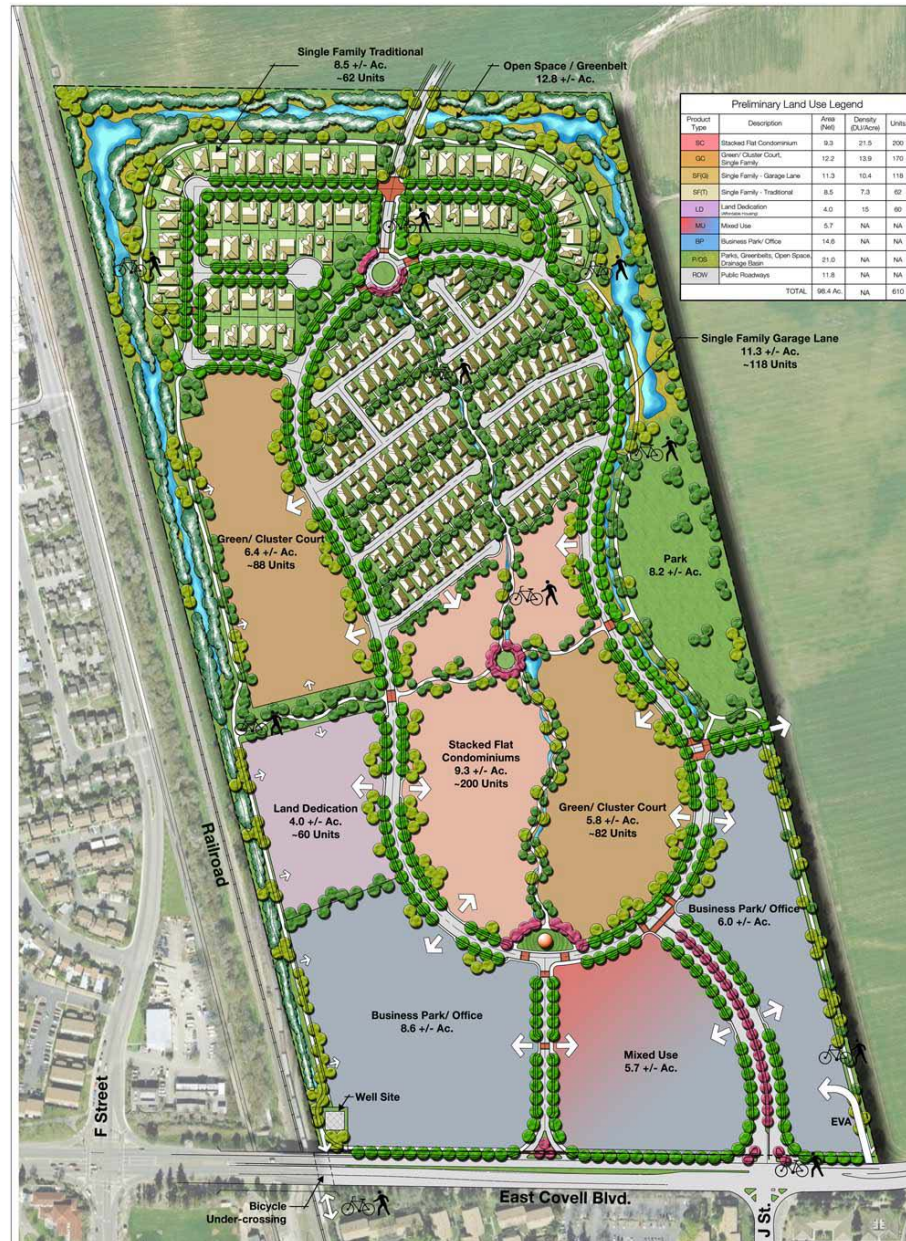 Single Family Traditional
8.5 +/- Ac.
~62 Units
Open Space / Greenbelt
12.8 +/- Ac.
Preliminary Land Use Legend
Product Type Description Area (Net) Density (DU/Acre) Units
SC Stacked Flat Condominium 9.3 21.5 200
GC Green/ Cluster Court, Single Family 12.2 13.9 170
SF(G) Single Family - Garage Lane 11.3 10.4 118
SF(T) Single Family - Traditional 8.5 7.3 62
LD Land Dedication (Affordable Housing) 4.0 15 60
MU Mixed Use 5.7 NA NA
BP Business Park/ Office 14.6 NA NA
P/OS Parks, Greenbelts, Open Space, Drainage Basin 21.0 NA NA
ROW Public Roadways 11.8 NA NA
TOTAL 98.4 Ac. NA 610
Single Family Garage Lane
11.3 +/- Ac.
~118 Units
Green/ Cluster Court
6.4 +/- Ac.
~88 Units
Park
8.2 +/- Ac.
Stacked Flat
Condominiums
9.3 +/- Ac.
~200 Units
Land Dedication
4.0 +/- Ac.
~60 Units
Green/ Cluster Court
5.8 +/- Ac.
~82 Units
Railroad
Business Park/ Office
6.0 +/- Ac.
Business Park/ Office
8.6 +/- Ac.
Mixed Use
5.7 +/- Ac.
Well Site
F Street
EVA
Bicycle
Under-crossing
East Covell Blvd.
J St.